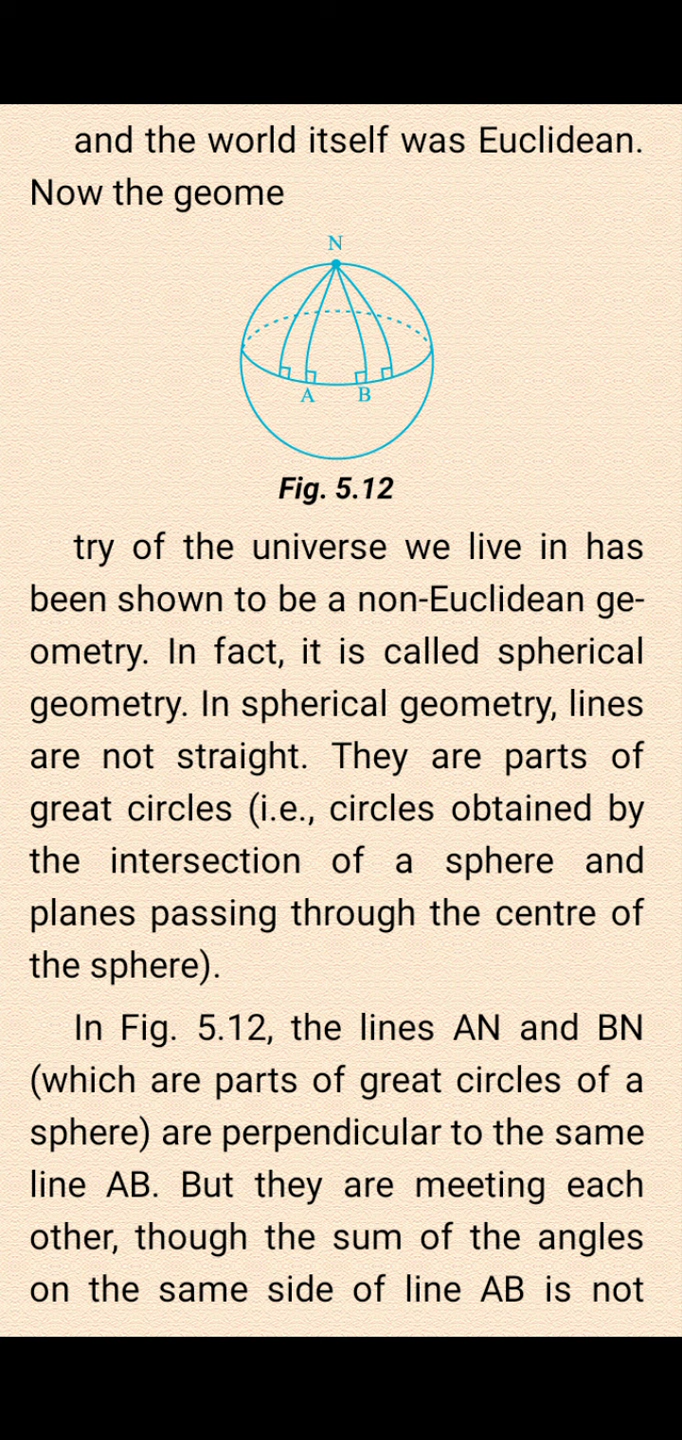 and the world itself was Euclidean.
Now the geome
N
A B
Fig. 5.12
try of the universe we live in has
been shown to be a non-Euclidean ge-
ometry. In fact, it is called spherical
geometry. In spherical geometry, lines
are not straight. They are parts of
great circles (i.e., circles obtained by
the intersection of a sphere and
planes passing through the centre of
the sphere).
In Fig. 5.12, the lines AN and BN
(which are parts of great circles of a
sphere) are perpendicular to the same
line AB. But they are meeting each
other, though the sum of the angles
on the same side of line AB is not